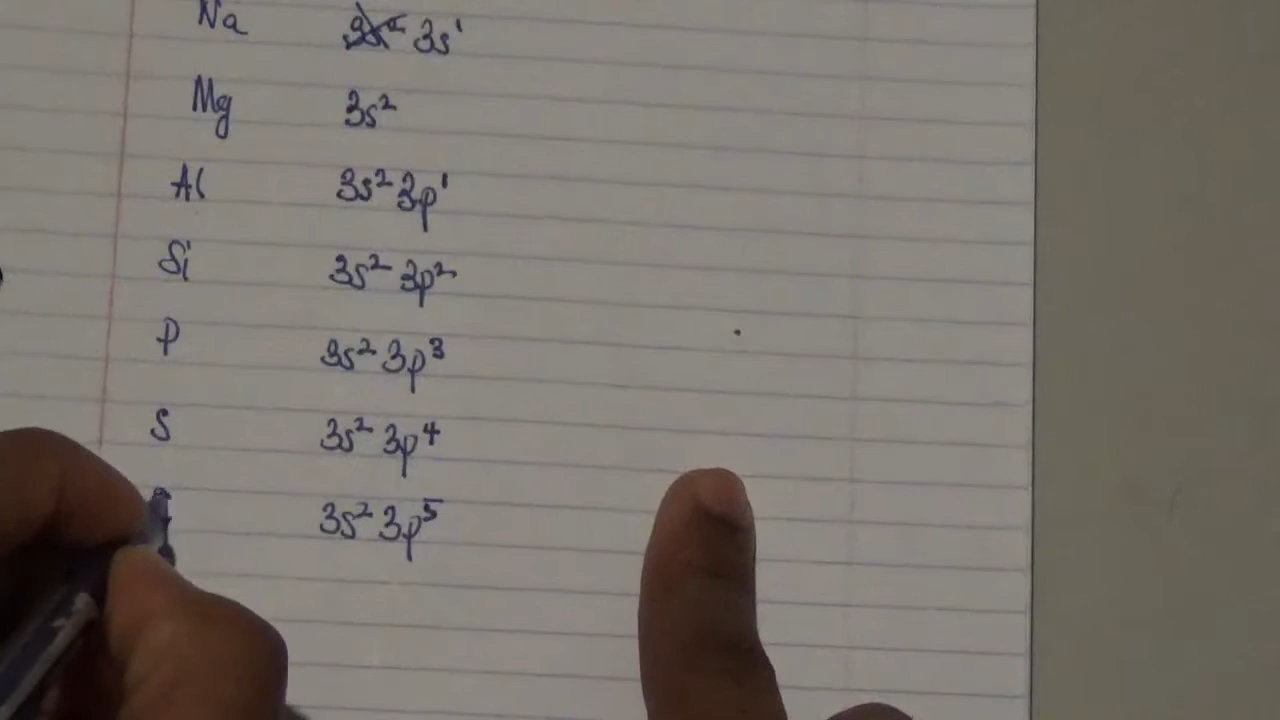 Na 3s¹
Mg 3s²
Al 3s² 3p¹
Si 3s² 3p²
P 3s² 3p³
S 3s² 3p⁴
3s² 3p⁵